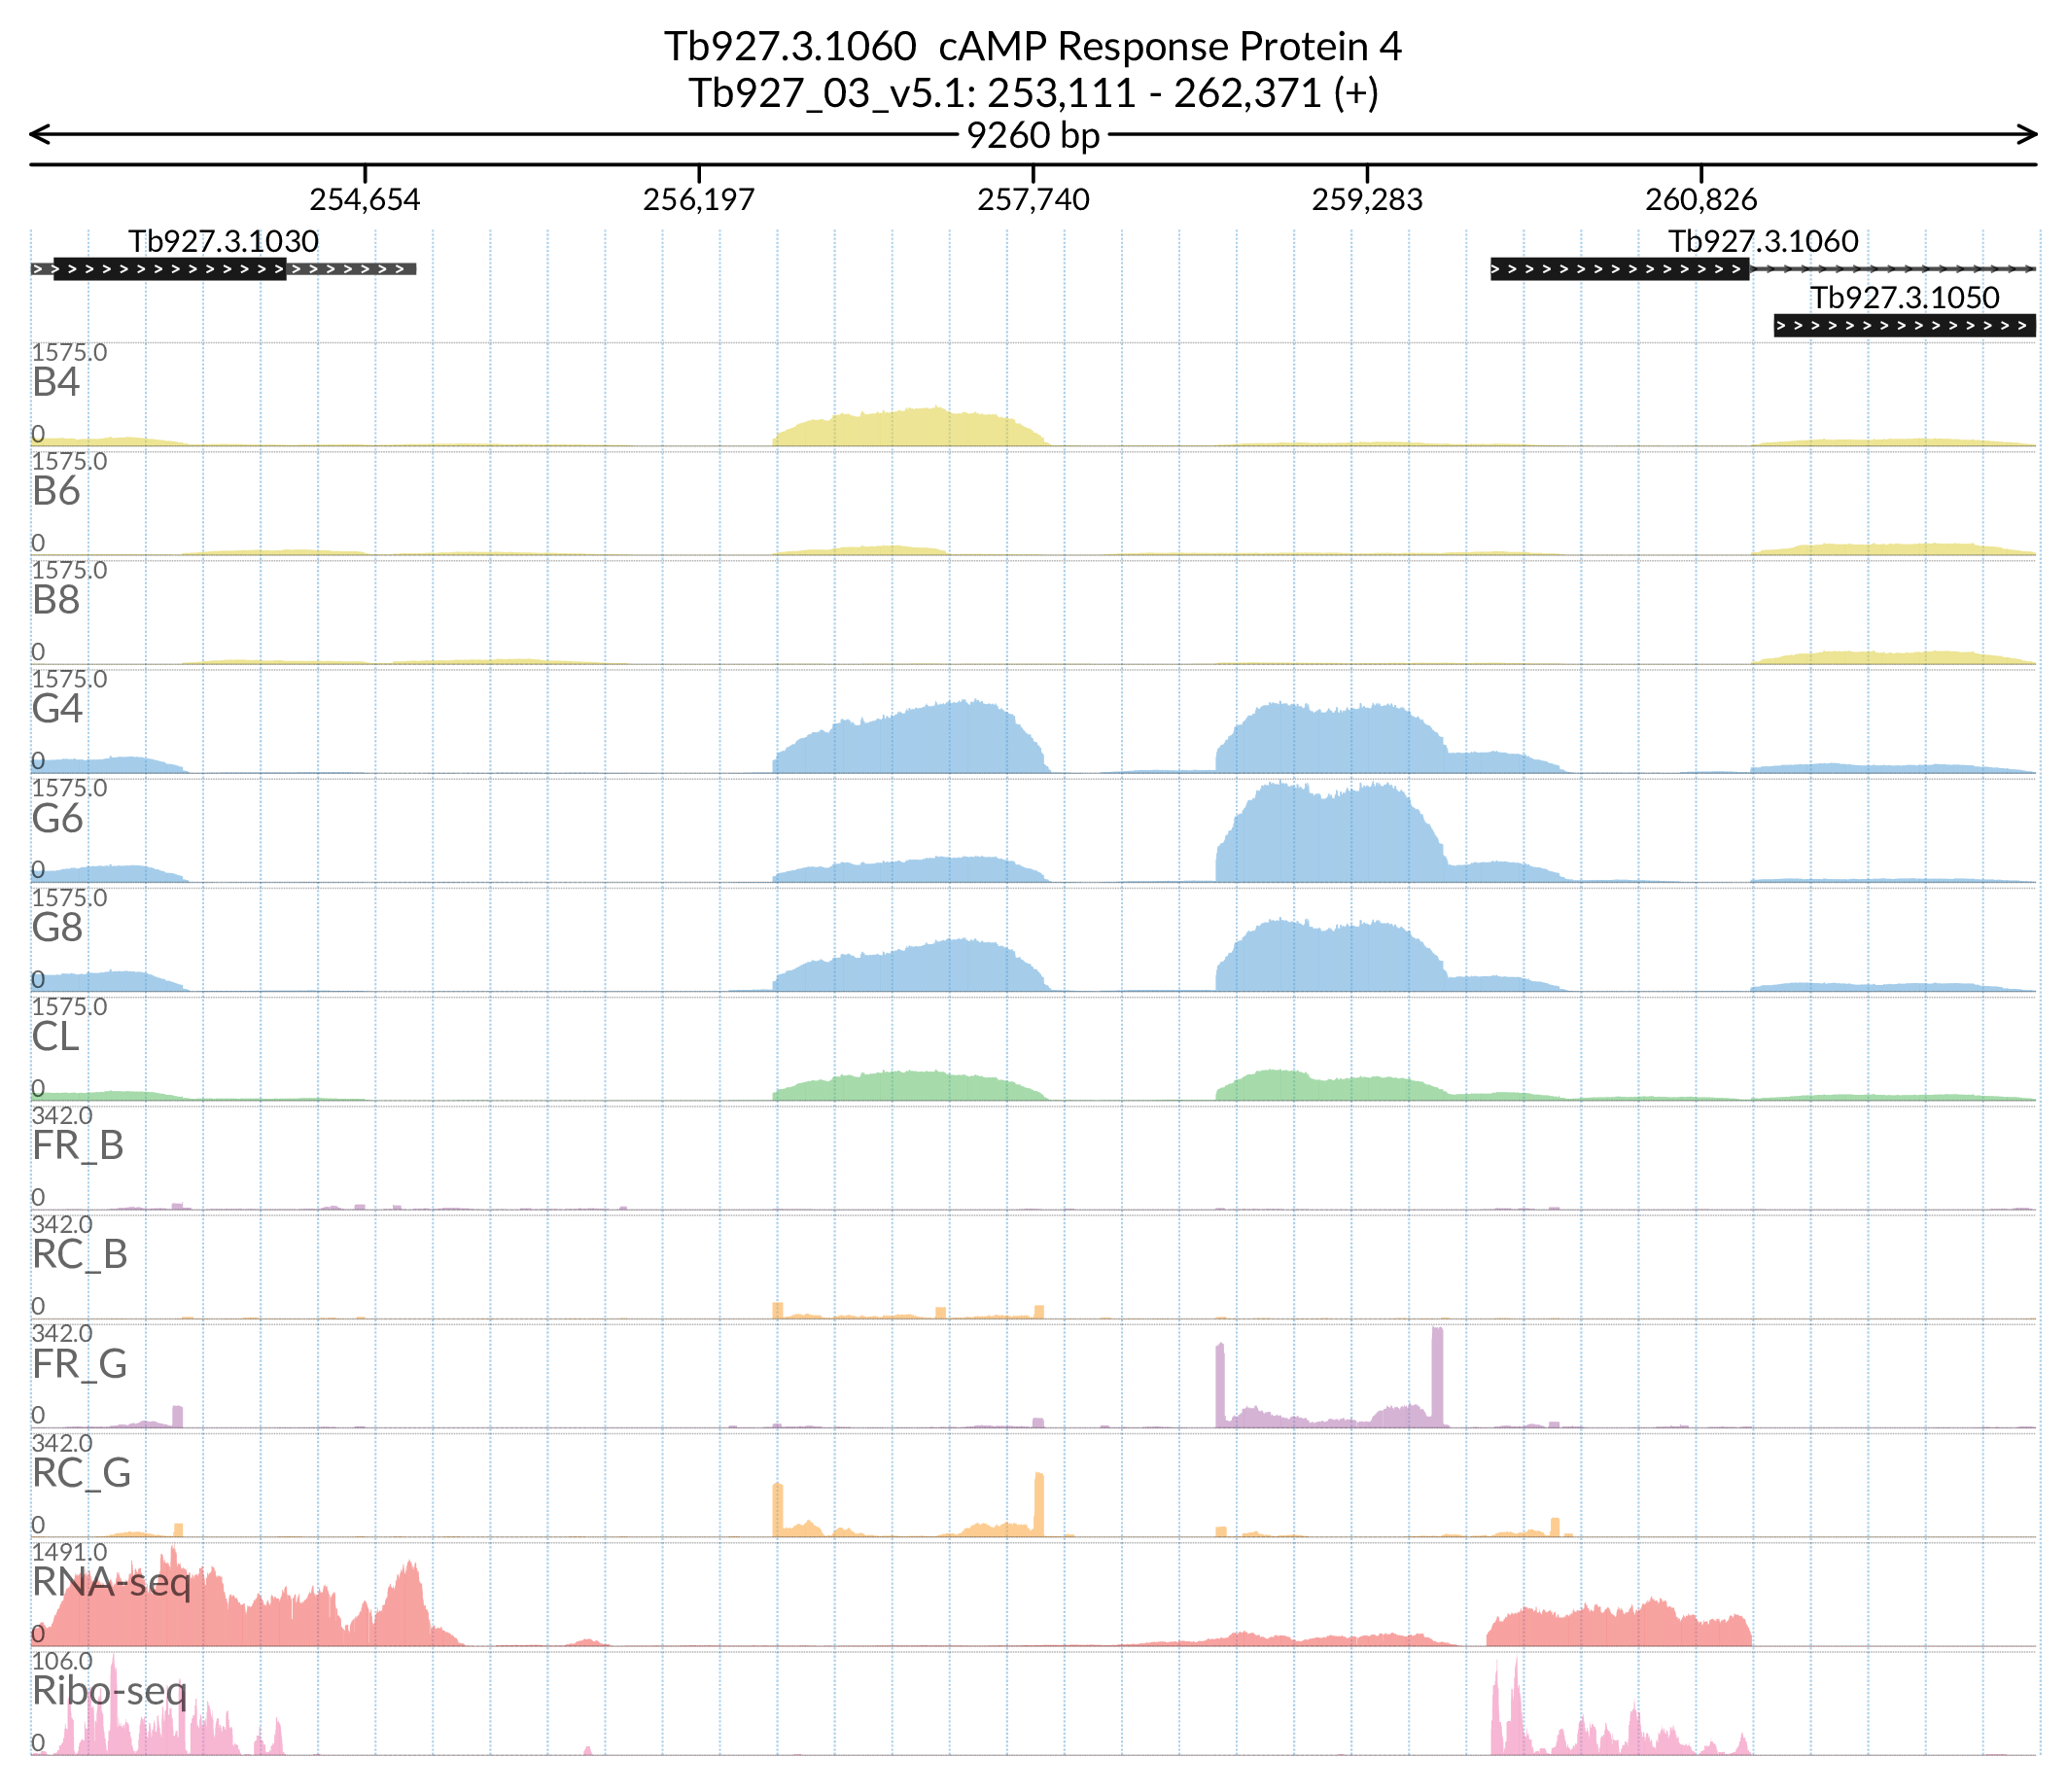 Tb927.3.1060 cAMP Response Protein 4
Tb927_03_v5.1: 253,111 - 262,371 (+)
9260 bp
254,654 256,197 257,740 259,283 260,826
Tb927.3.1030 Tb927.3.1060
Tb927.3.1050
1575.0
B4
0
1575.0
B6
0
1575.0
B8
0
1575.0
G4
0
1575.0
G6
0
1575.0
G8
0
1575.0
CL
0
342.0
FR_B
0
342.0
RC_B
0
342.0
FR_G
0
342.0
RC_G
0
1491.0
RNA-seq
0
106.0
Ribo-seq
0